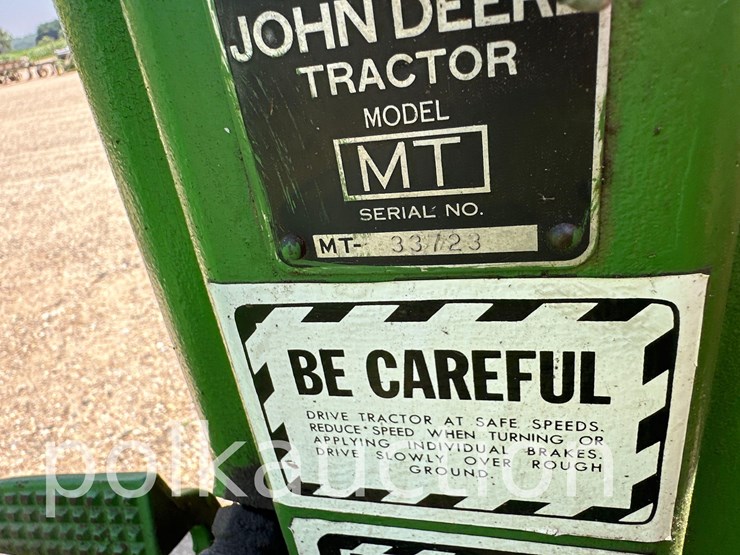 JOHN DEERE
TRACTOR
MODEL
MT
SERIAL NO.
MT- 33723
BE CAREFUL
DRIVE TRACTOR AT SAFE SPEEDS.
REDUCE SPEED WHEN TURNING OR
APPLYING INDIVIDUAL BRAKES.
DRIVE SLOWLY OVER ROUGH
GROUND.
polkauction